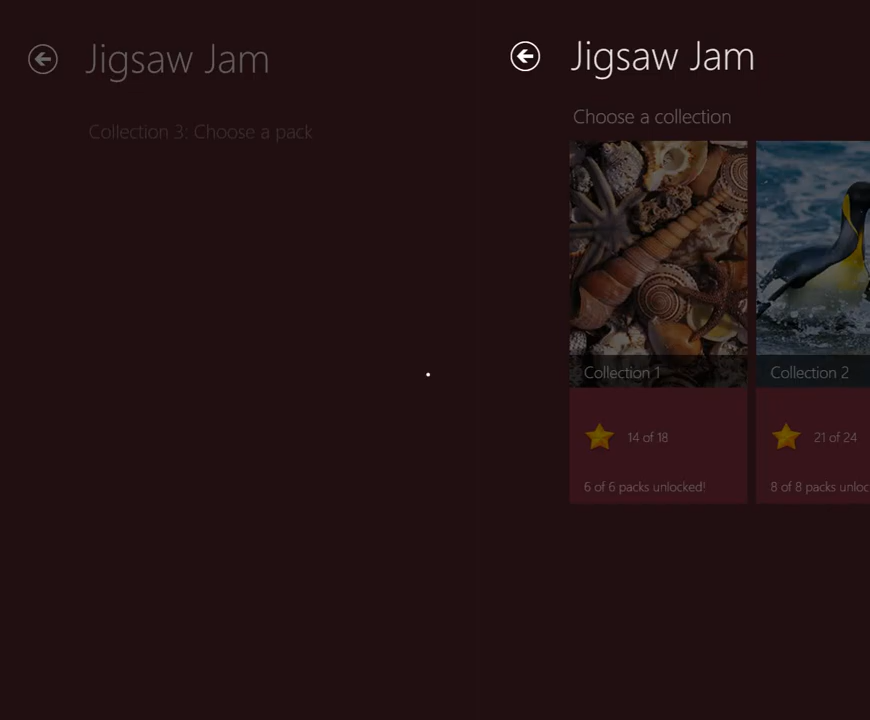 Jigsaw Jam
Collection 3: Choose a pack
Jigsaw Jam
Choose a collection
Collection 1
14 of 18
6 of 6 packs unlocked!
Collection 2
21 of 24
8 of 8 packs unloc